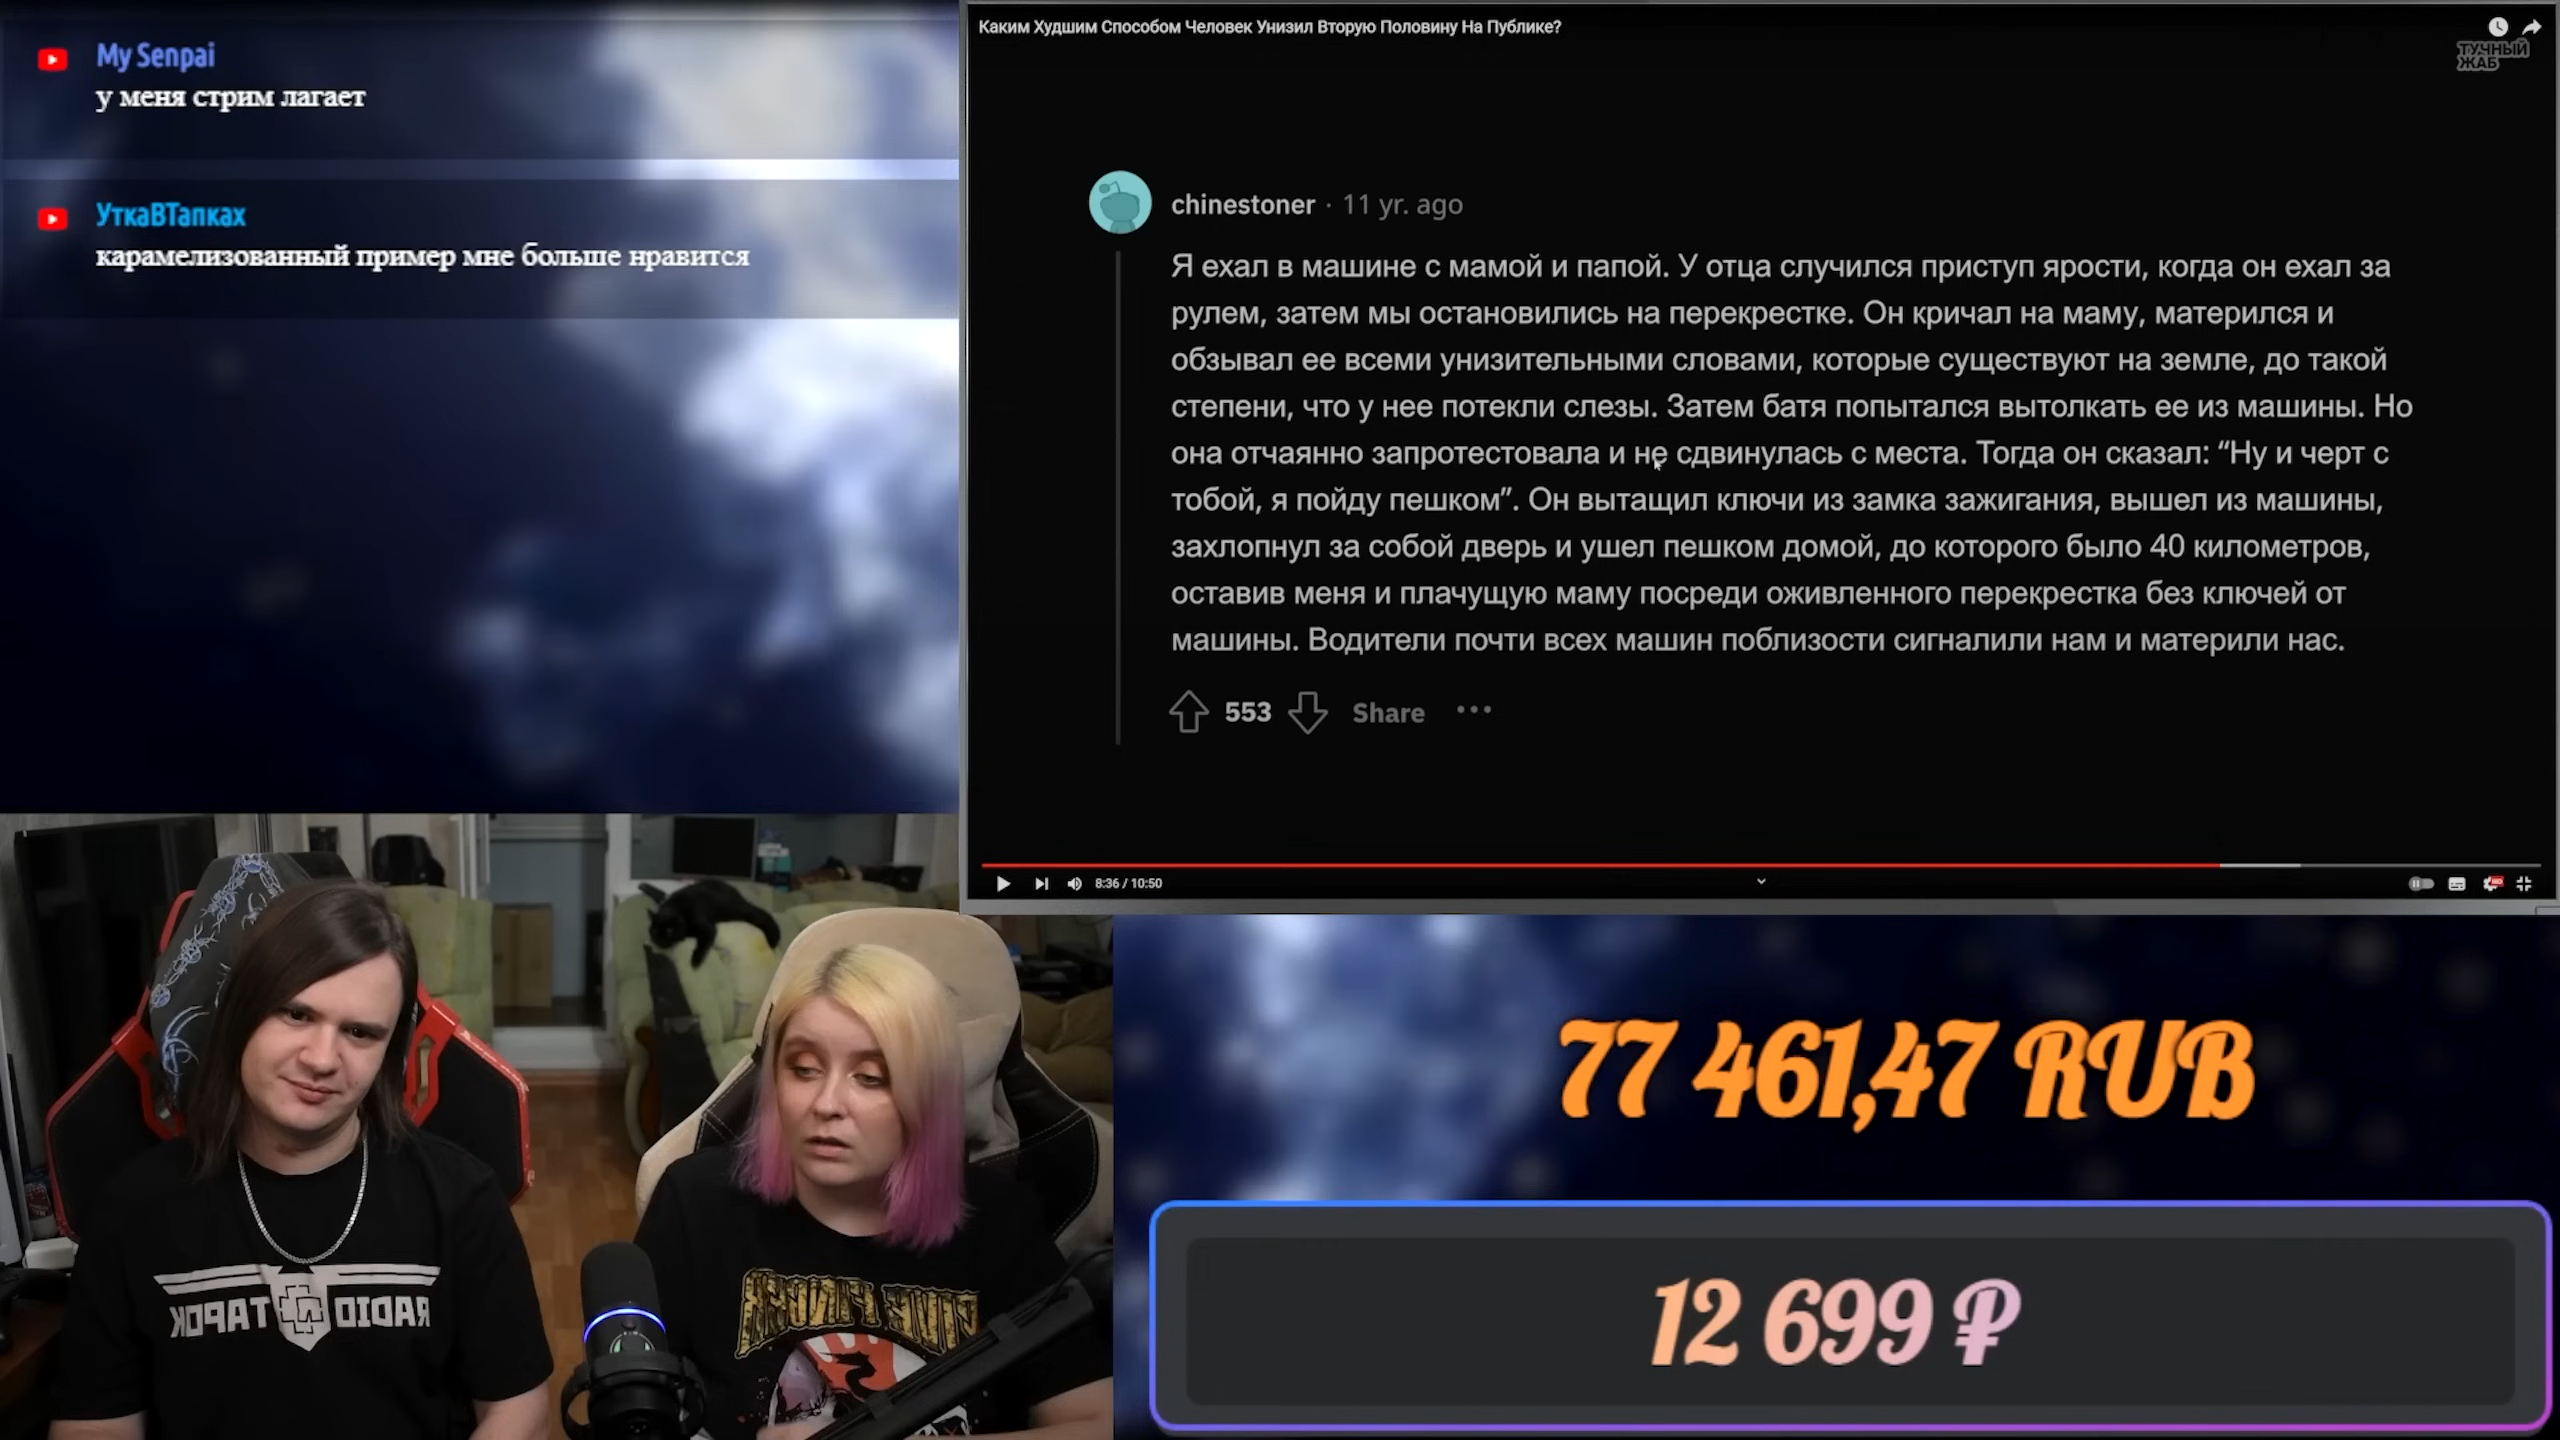 My Senpai
у меня стрим лагает
УткаВТапках
карамелизованный пример мне больше нравится
Каким Худшим Способом Человек Унизил Вторую Половину На Публике?
ТУЧНЫЙ
ЖАБ
chinestoner · 11 yr. ago
Я ехал в машине с мамой и папой. У отца случился приступ ярости, когда он ехал за
рулем, затем мы остановились на перекрестке. Он кричал на маму, матерился и
обзывал ее всеми унизительными словами, которые существуют на земле, до такой
степени, что у нее потекли слезы. Затем батя попытался вытолкать ее из машины. Но
она отчаянно запротестовала и не сдвинулась с места. Тогда он сказал: “Ну и черт с
тобой, я пойду пешком”. Он вытащил ключи из замка зажигания, вышел из машины,
захлопнул за собой дверь и ушел пешком домой, до которого было 40 километров,
оставив меня и плачущую маму посреди оживленного перекрестка без ключей от
машины. Водители почти всех машин поблизости сигналили нам и материли нас.
553 Share ···
8:36 / 10:50
HD
RADIO ТАРОК
FIVE FINGER
77 461,47 RUB
12 699 ₽